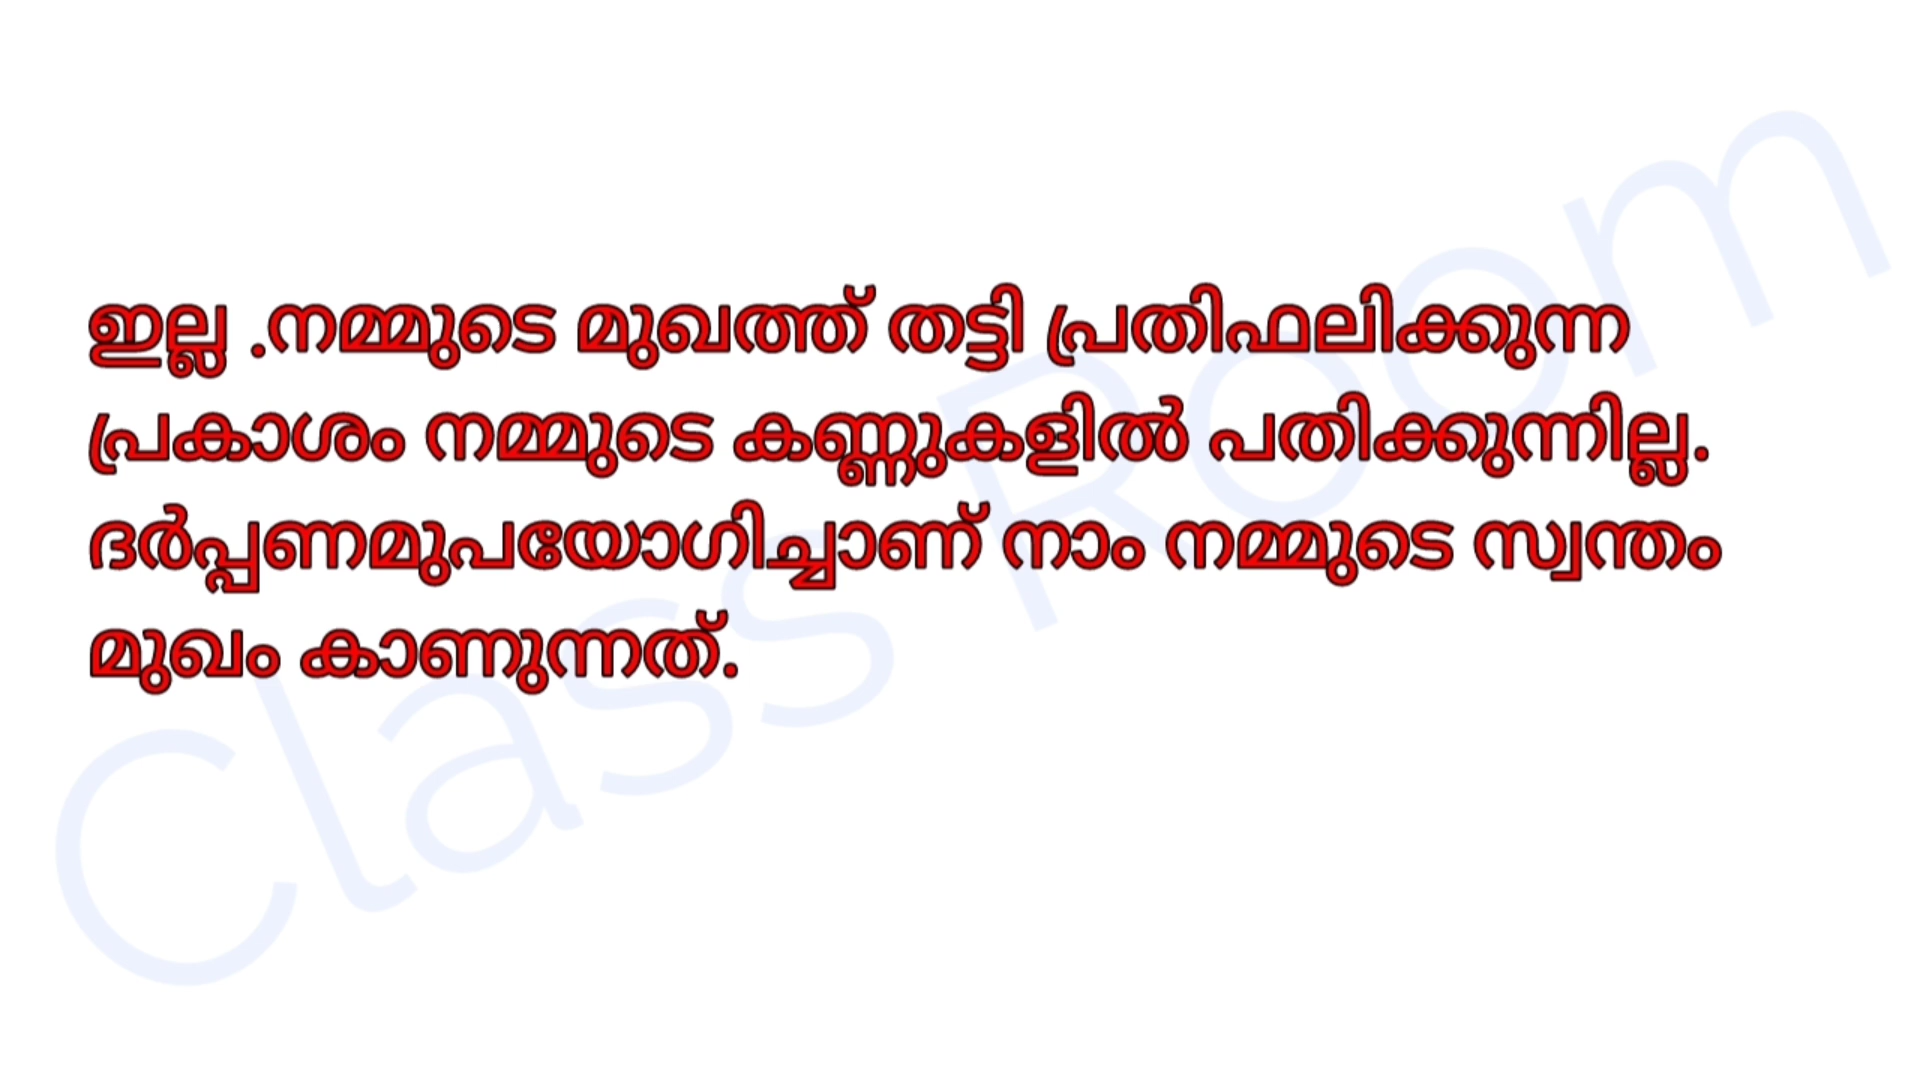 ഇല്ല .നമ്മുടെ മുഖത്ത് തട്ടി പ്രതിഫലിക്കുന്ന
പ്രകാശം നമ്മുടെ കണ്ണുകളിൽ പതിക്കുന്നില്ല.
ദർപ്പണമുപയോഗിച്ചാണ് നാം നമ്മുടെ സ്വന്തം
മുഖം കാണുന്നത്.
Class Room